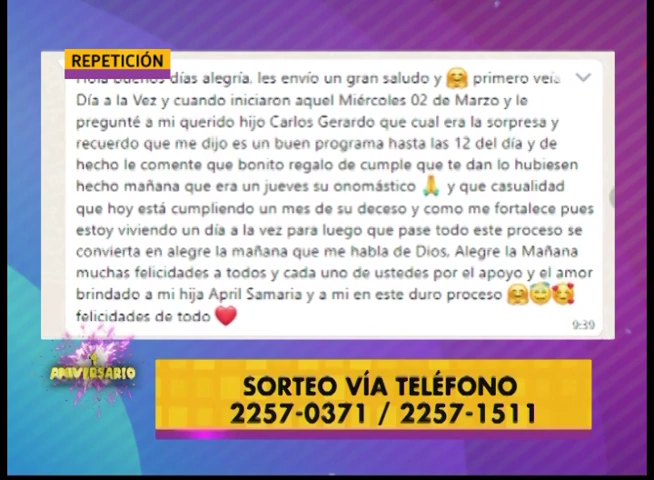 REPETICIÓN
Hola buenos días alegría, les envío un gran saludo y 🤗 primero veía
Día a la Vez y cuando iniciaron aquel Miércoles 02 de Marzo y le
pregunté a mi querido hijo Carlos Gerardo que cual era la sorpresa y
recuerdo que me dijo es un buen programa hasta las 12 del día y de
hecho le comente que bonito regalo de cumple que te dan lo hubiesen
hecho mañana que era un jueves su onomástico 🙏 y que casualidad
que hoy está cumpliendo un mes de su deceso y como me fortalece pues
estoy viviendo un día a la vez para luego que pase todo este proceso se
convierta en alegre la mañana que me habla de Dios, Alegre la Mañana
muchas felicidades a todos y cada uno de ustedes por el apoyo y el amor
brindado a mi hija April Samaria y a mi en este duro proceso 🤗😇🥰
felicidades de todo ❤️
9:39
1
ANIVERSARIO
SORTEO VÍA TELÉFONO
2257-0371 / 2257-1511